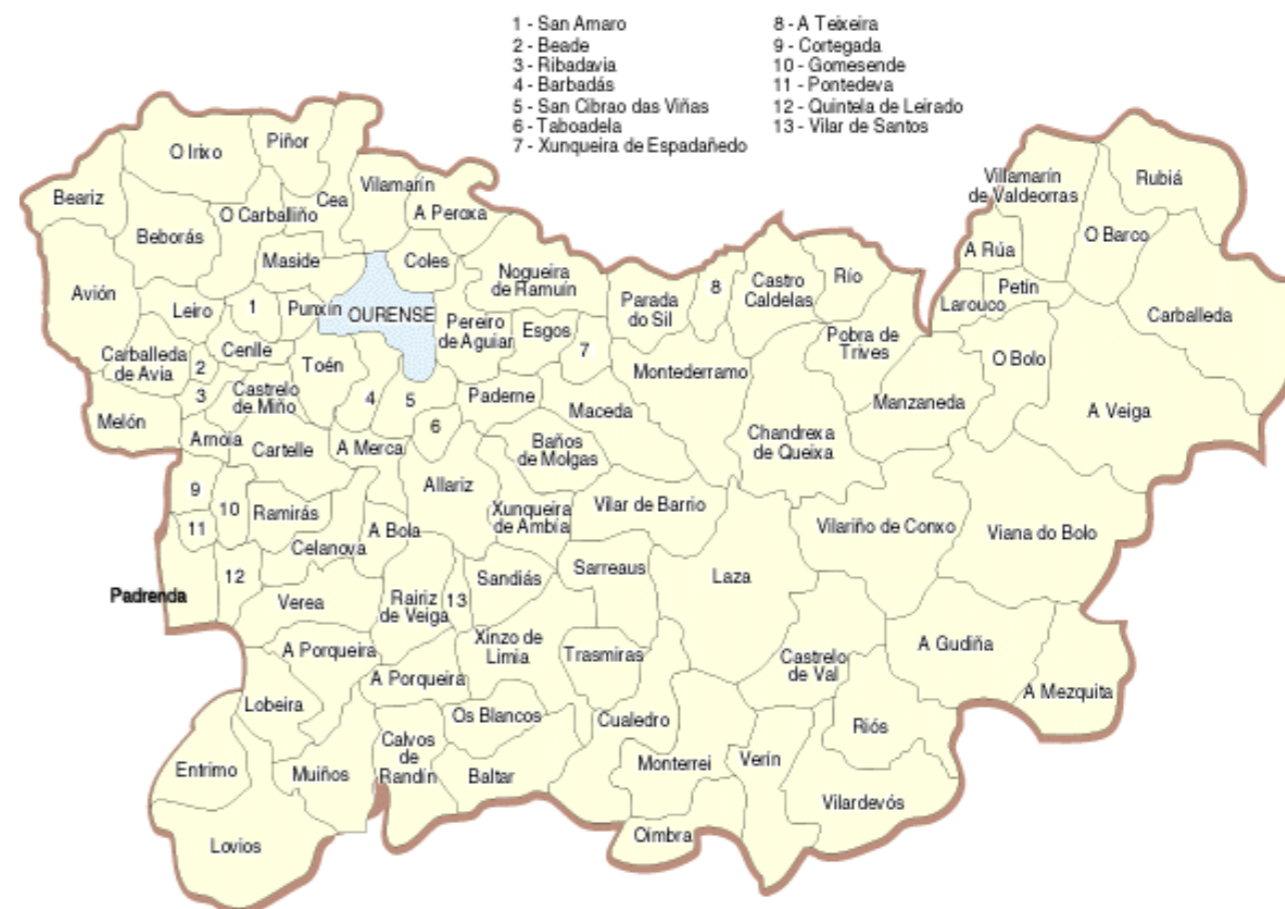 1 - San Amaro
2 - Beade
3 - Ribadavia
4 - Barbadás
5 - San Cibrao das Viñas
6 - Taboadela
7 - Xunqueira de Espadañedo
8 - A Teixeira
9 - Cortegada
10 - Gomesende
11 - Pontedeva
12 - Quintela de Leirado
13 - Vilar de Santos
O Irixo
Piñor
Beariz
Cea
Vilamarín
O Carballiño
A Peroxa
Beborás
Maside
Coles
Avión
Leiro
1
Punxín
OURENSE
Nogueira
de Ramuín
Parada
do Sil
8
Castro
Caldelas
Río
Villamarín
de Valdeorras
Rubiá
O Barco
A Rúa
Petín
Larouco
Carballeda
Pereiro
de Aguiar
Esgos
7
Carballeda
de Avia
2
Cenlle
Toén
Pobra de
Trives
O Bolo
Montederramo
3
Castrelo
de Miño
4
5
Paderne
Maceda
Manzaneda
A Veiga
Melón
Arnoia
Cartelle
A Merca
6
Baños
de Molgas
Chandrexa
de Queixa
9
10
Ramirás
Allariz
Xunqueira
de Ambía
Vilar de Barrio
Vilariño de Conxo
Viana do Bolo
11
Celanova
A Bola
12
Padrenda
Verea
Rairiz
de Veiga
13
Sandiás
Sarreaus
Laza
A Porqueira
Xinzo de
Limia
Trasmiras
Castrelo
de Val
A Gudiña
A Porqueira
A Mezquita
Lobeira
Os Blancos
Cualedro
Riós
Entrimo
Muiños
Calvos
de
Randín
Baltar
Monterrei
Verín
Vilardevós
Lovios
Oimbra